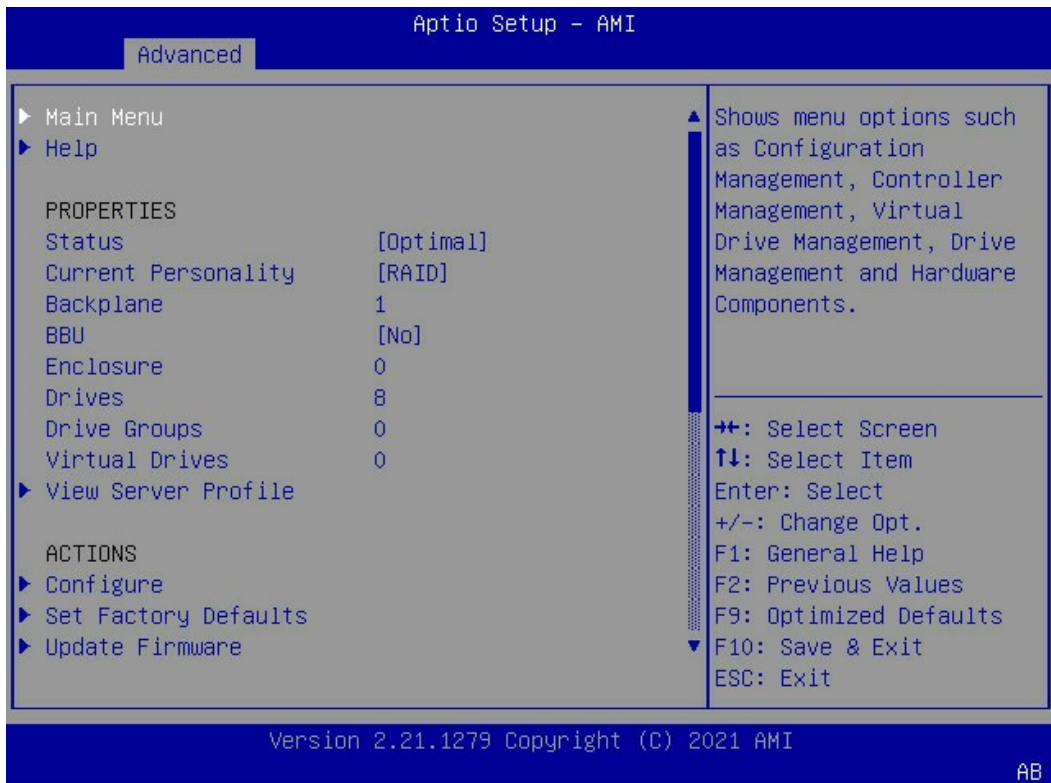 Aptio Setup – AMI
Advanced
Main Menu
Help
PROPERTIES
Status [Optimal]
Current Personality [RAID]
Backplane 1
BBU [No]
Enclosure 0
Drives 8
Drive Groups 0
Virtual Drives 0
View Server Profile
ACTIONS
Configure
Set Factory Defaults
Update Firmware
Shows menu options such
as Configuration
Management, Controller
Management, Virtual
Drive Management, Drive
Management and Hardware
Components.
→←: Select Screen
↑↓: Select Item
Enter: Select
+/-: Change Opt.
F1: General Help
F2: Previous Values
F9: Optimized Defaults
F10: Save & Exit
ESC: Exit
Version 2.21.1279 Copyright (C) 2021 AMI
AB